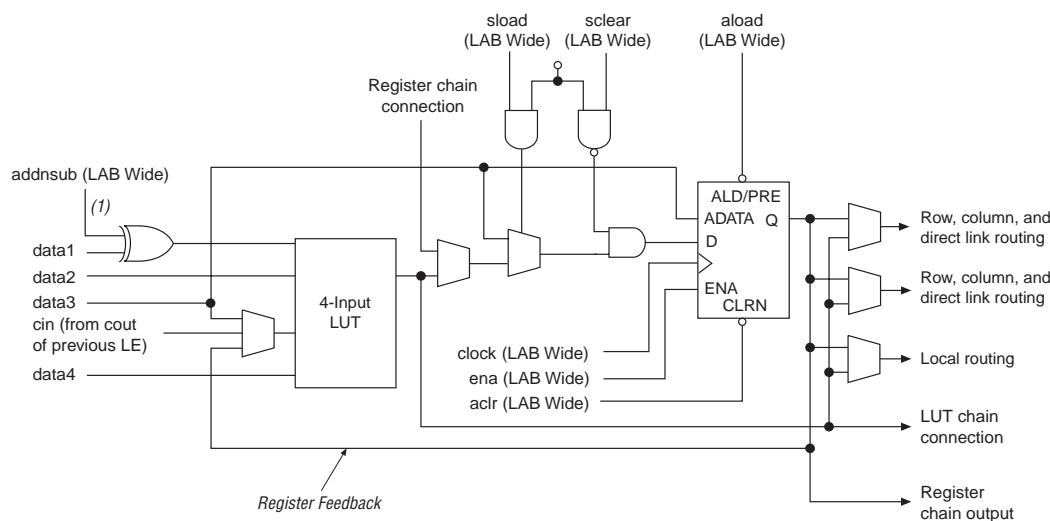 sload
(LAB Wide)
sclear
(LAB Wide)
aload
(LAB Wide)
Register chain
connection
addnsub (LAB Wide)
(1)
data1
data2
data3
cin (from cout
of previous LE)
data4
4-Input
LUT
ALD/PRE
ADATA
Q
D
ENA
CLRN
clock (LAB Wide)
ena (LAB Wide)
aclr (LAB Wide)
Row, column, and
direct link routing
Row, column, and
direct link routing
Local routing
LUT chain
connection
Register
chain output
Register Feedback